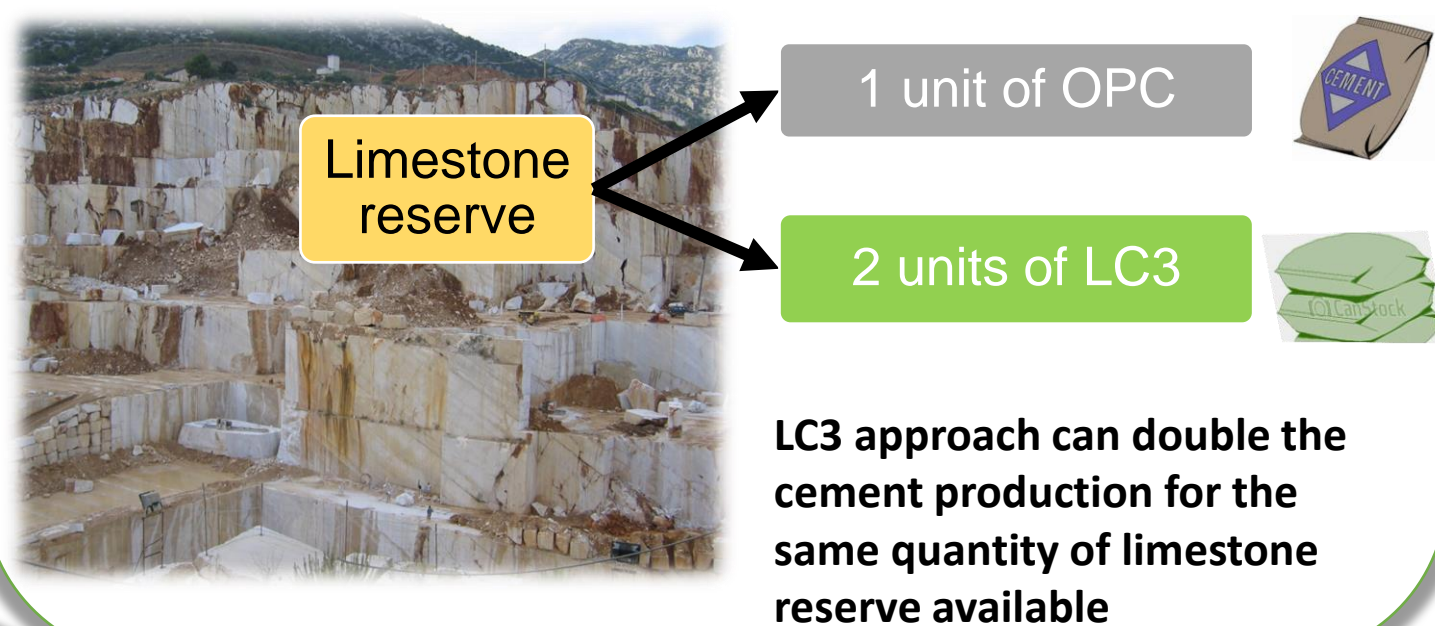 Limestone
reserve
1 unit of OPC
CEMENT
2 units of LC3
CanStock
LC3 approach can double the
cement production for the
same quantity of limestone
reserve available